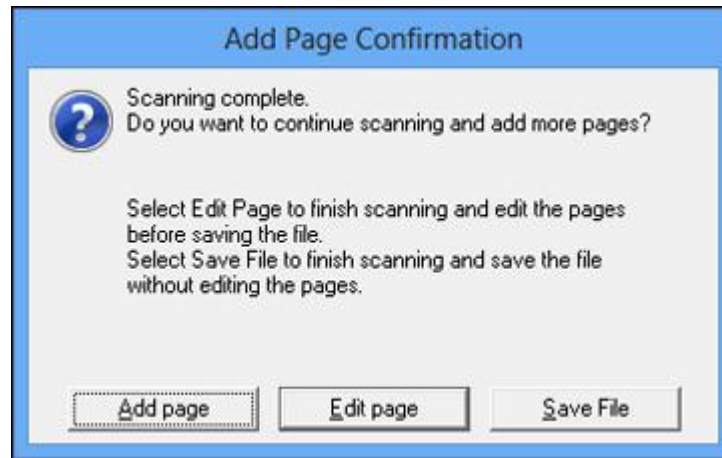 Add Page Confirmation
Scanning complete.
Do you want to continue scanning and add more pages?
Select Edit Page to finish scanning and edit the pages
before saving the file.
Select Save File to finish scanning and save the file
without editing the pages.
Add page Edit page Save File